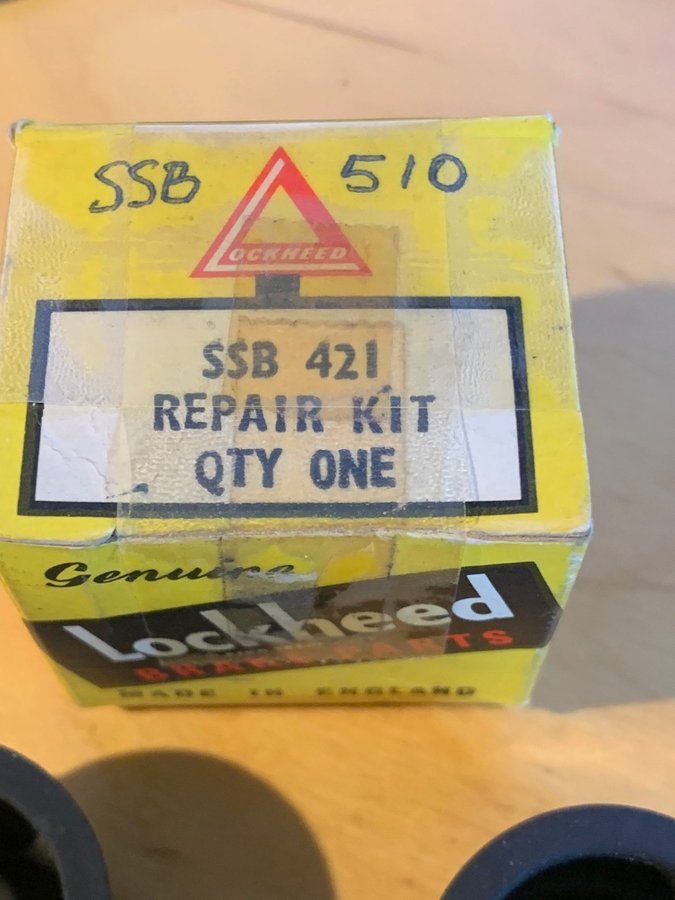 SSB 510
LOCKHEED
SSB 421
REPAIR KIT
QTY ONE
Genuine
Lockheed
BRAKE PARTS
MADE IN ENGLAND